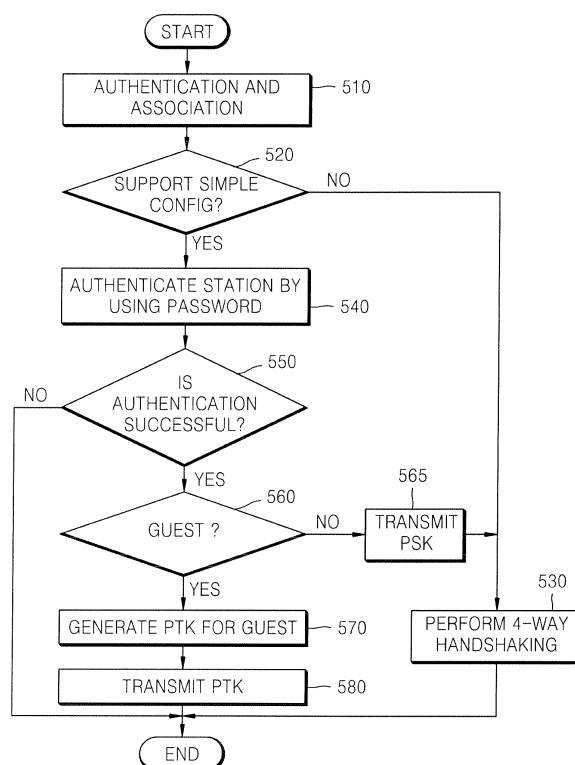 START
AUTHENTICATION AND
ASSOCIATION
510
520
SUPPORT SIMPLE
CONFIG?
NO
YES
AUTHENTICATE STATION BY
USING PASSWORD
540
550
IS
AUTHENTICATION
SUCCESSFUL?
NO
YES
560
GUEST ?
NO
565
TRANSMIT
PSK
YES
530
PERFORM 4-WAY
HANDSHAKING
GENERATE PTK FOR GUEST
570
TRANSMIT PTK
580
END